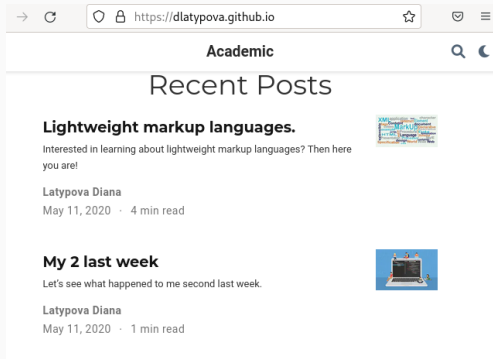 https://dlatypova.github.io
Academic
Recent Posts
Lightweight markup languages.
Interested in learning about lightweight markup languages? Then here
you are!
Latypova Diana
May 11, 2020 · 4 min read
My 2 last week
Let's see what happened to me second last week.
Latypova Diana
May 11, 2020 · 1 min read